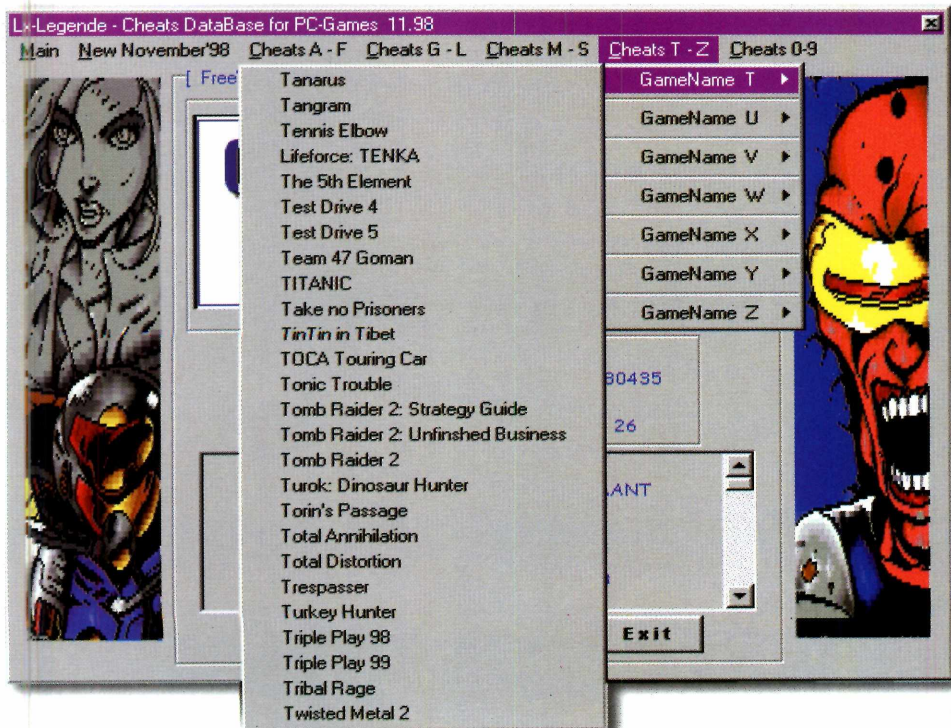 Lx-Legende - Cheats DataBase for PC-Games 11.98
Main New November'98 Cheats A - F Cheats G - L Cheats M - S Cheats T - Z Cheats 0-9
[ Free
Tanarus
Tangram
Tennis Elbow
Lifeforce: TENKA
The 5th Element
Test Drive 4
Test Drive 5
Team 47 Goman
TITANIC
Take no Prisoners
TinTin in Tibet
TOCA Touring Car
Tonic Trouble
Tomb Raider 2: Strategy Guide
Tomb Raider 2: Unfinshed Business
Tomb Raider 2
Turok: Dinosaur Hunter
Torin's Passage
Total Annihilation
Total Distortion
Trespasser
Turkey Hunter
Triple Play 98
Triple Play 99
Tribal Rage
Twisted Metal 2
GameName T
GameName U
GameName V
GameName W
GameName X
GameName Y
GameName Z
80435
26
LANT
Exit